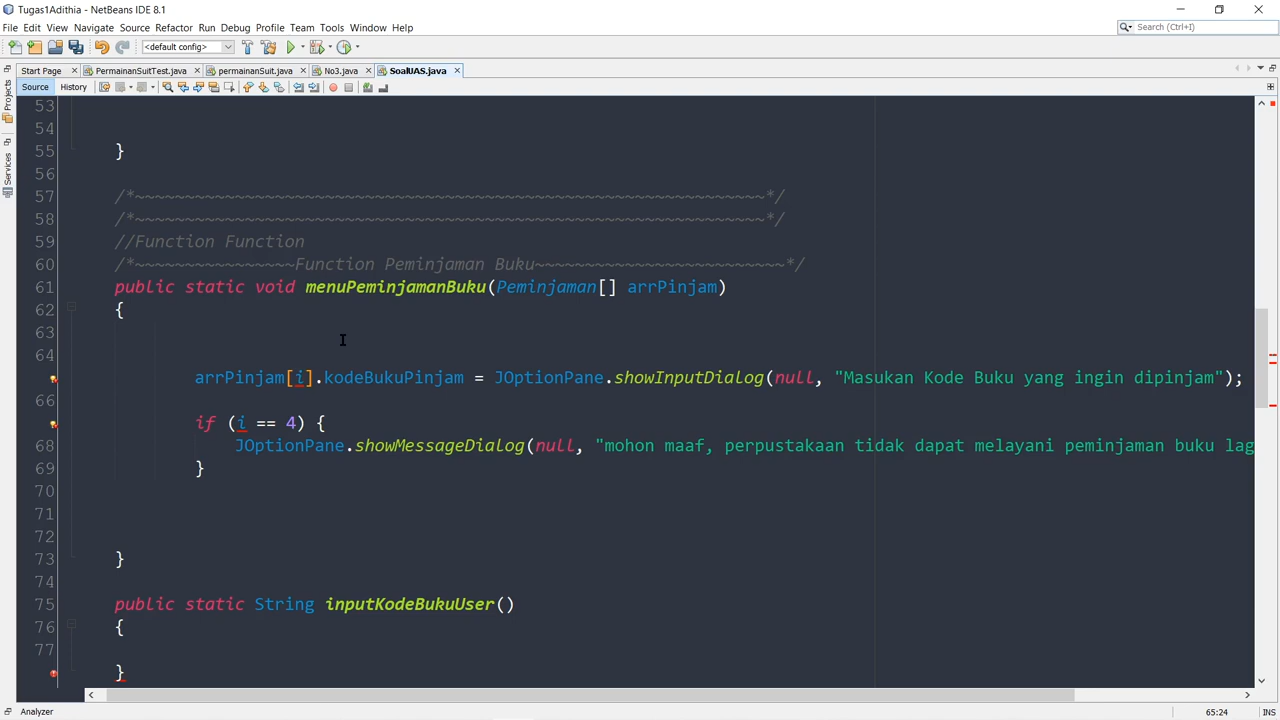 Tugas1Adithia - NetBeans IDE 8.1
File Edit View Navigate Source Refactor Run Debug Profile Team Tools Window Help
Search (Ctrl+I)
<default config>
Start Page PermainanSuitTest.java permainanSuit.java No3.java SoalUAS.java
Source History
Projects
Services
53
54
55 }
56
57 /*~~~~~~~~~~~~~~~~~~~~~~~~~~~~~~~~~~~~~~~~~~~~~~~~~~~~~~~~~~~~~~~*/
58 /*~~~~~~~~~~~~~~~~~~~~~~~~~~~~~~~~~~~~~~~~~~~~~~~~~~~~~~~~~~~~~~~*/
59 //Function Function
60 /*~~~~~~~~~~~~~~~~Function Peminjaman Buku~~~~~~~~~~~~~~~~~~~~~~~~~*/
61 public static void menuPeminjamanBuku(Peminjaman[] arrPinjam)
62 {
63
64
arrPinjam[i].kodeBukuPinjam = JOptionPane.showInputDialog(null, "Masukan Kode Buku yang ingin dipinjam");
66
if (i == 4) {
68 JOptionPane.showMessageDialog(null, "mohon maaf, perpustakaan tidak dapat melayani peminjaman buku lag
69 }
70
71
72
73 }
74
75 public static String inputKodeBukuUser()
76 {
77
}
Analyzer
65:24 INS